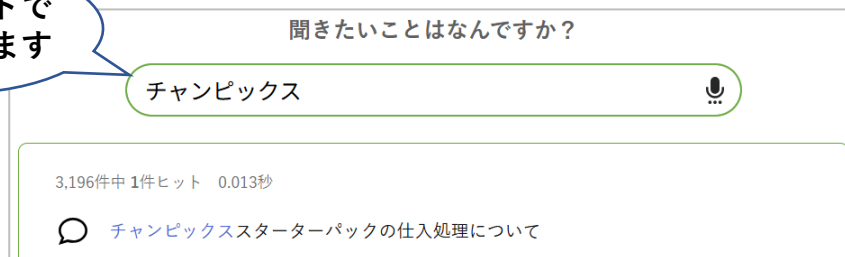 トで
ます
聞きたいことはなんですか？
チャンピックス
3,196件中 1件ヒット 0.013秒
チャンピックススターターパックの仕入処理について